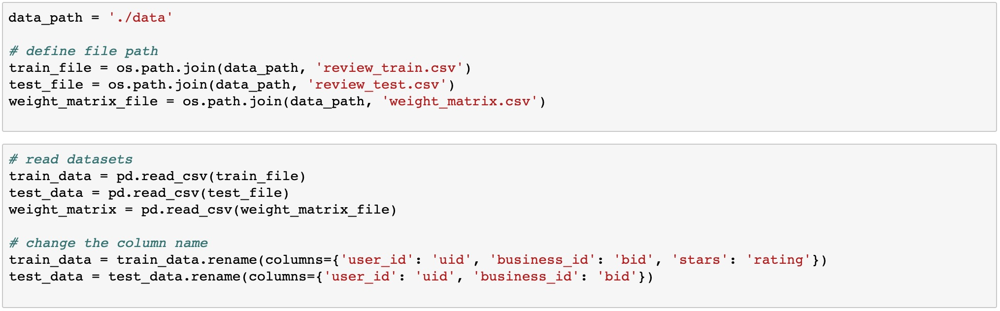 data_path = './data'
# define file path
train_file = os.path.join(data_path, 'review_train.csv')
test_file = os.path.join(data_path, 'review_test.csv')
weight_matrix_file = os.path.join(data_path, 'weight_matrix.csv')
# read datasets
train_data = pd.read_csv(train_file)
test_data = pd.read_csv(test_file)
weight_matrix = pd.read_csv(weight_matrix_file)
# change the column name
train_data = train_data.rename(columns={'user_id': 'uid', 'business_id': 'bid', 'stars': 'rating'})
test_data = test_data.rename(columns={'user_id': 'uid', 'business_id': 'bid'})